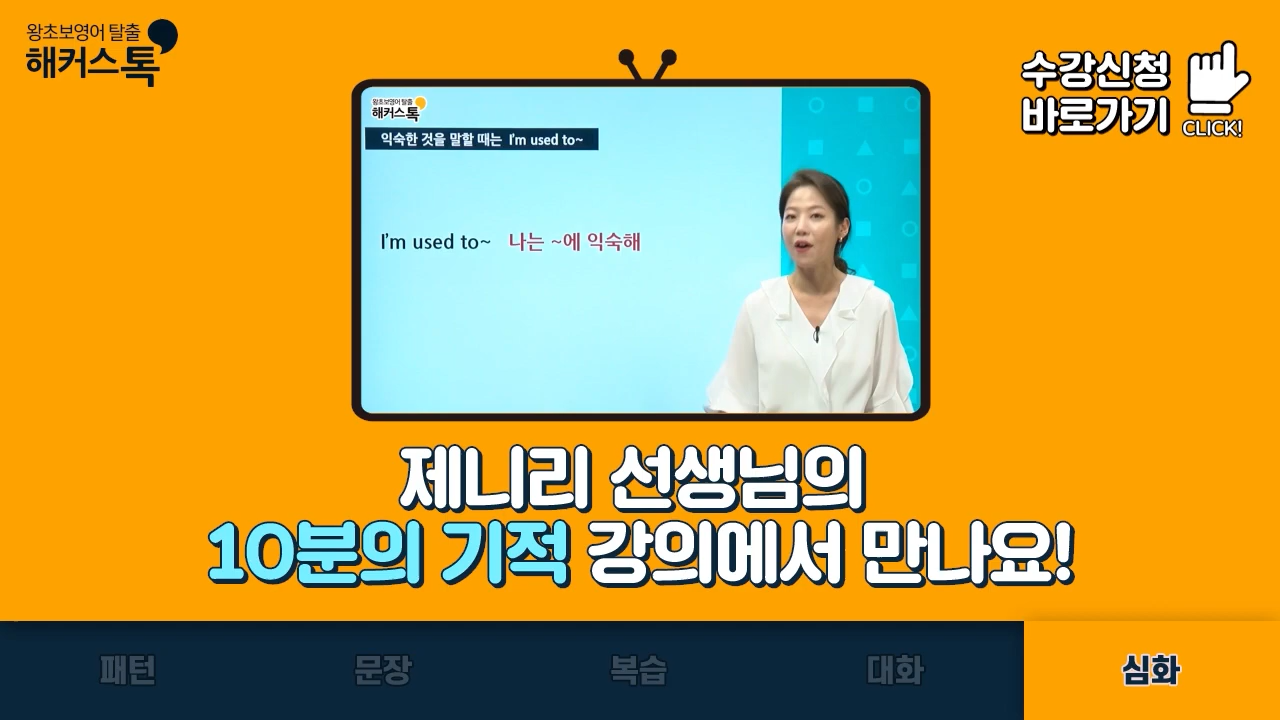 왕초보영어 탈출
해커스톡
수강신청
바로가기
CLICK!
왕초보영어 탈출
해커스톡
익숙한 것을 말할 때는 I'm used to~
I'm used to~ 나는 ~에 익숙해
제니리 선생님의
10분의 기적 강의에서 만나요!
패턴 문장 복습 대화 심화